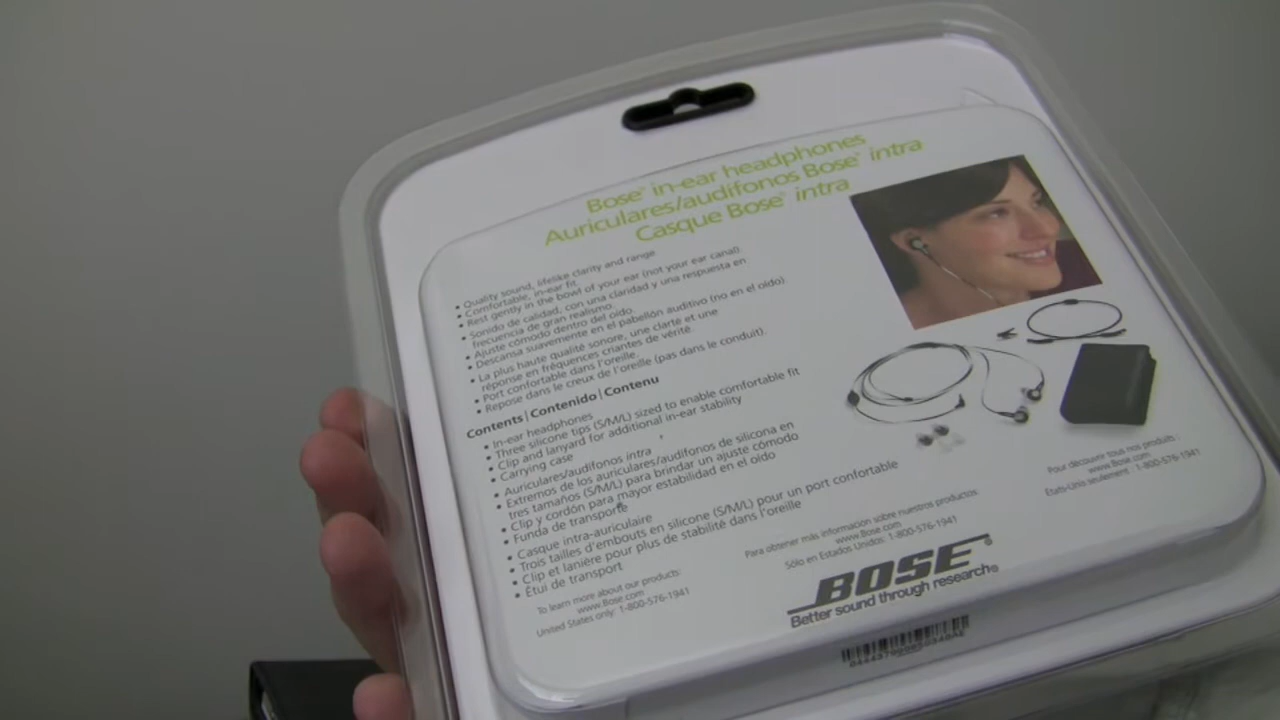 Bose® in-ear headphones
Auriculares/audífonos Bose® intra
Casque Bose® intra
• Quality sound, lifelike clarity and range
• Comfortable, in-ear fit.
• Rest gently in the bowl of your ear (not your ear canal).
• Sonido de calidad, con una claridad y una respuesta en
frecuencia de gran realismo.
• Ajuste cómodo dentro del oído.
• Descansa suavemente en el pabellón auditivo (no en el oído)
• La plus haute qualité sonore, une clarté et une
réponse en fréquences criantes de vérité.
• Port confortable dans l'oreille.
• Repose dans le creux de l'oreille (pas dans le conduit).
Contents | Contenido | Contenu
• In-ear headphones
• Three silicone tips (S/M/L) sized to enable comfortable fit
• Clip and lanyard for additional in-ear stability
• Carrying case
• Auriculares/audífonos intra
• Extremos de los auriculares/audífonos de silicona en
tres tamaños (S/M/L) para brindar un ajuste cómodo
• Clip y cordón para mayor estabilidad en el oído
• Funda de transporte
• Casque intra-auriculaire
• Trois tailles d'embouts en silicone (S/M/L) pour un port confortable
• Clip et lanière pour plus de stabilité dans l'oreille
• Étui de transport
To learn more about our products:
www.Bose.com
United States only: 1-800-576-1941
Para obtener más información sobre nuestros productos:
www.Bose.com
Sólo en Estados Unidos: 1-800-576-1941
Pour découvrir tous nos produits :
www.Bose.com
États-Unis seulement : 1-800-576-1941
BOSE®
Better sound through research®